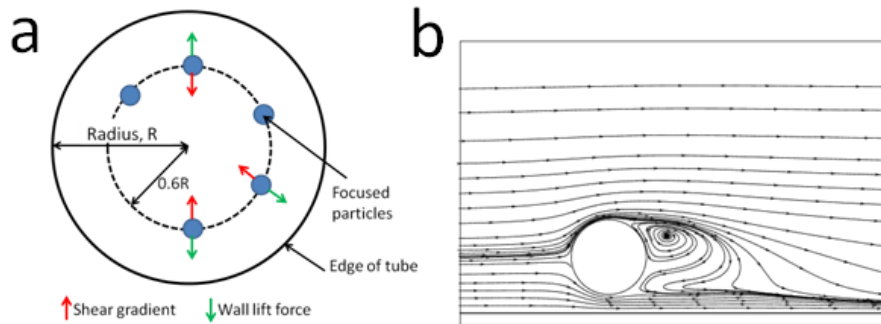 a
b
Radius, R
0.6R
Focused
particles
Edge of tube
Shear gradient
Wall lift force